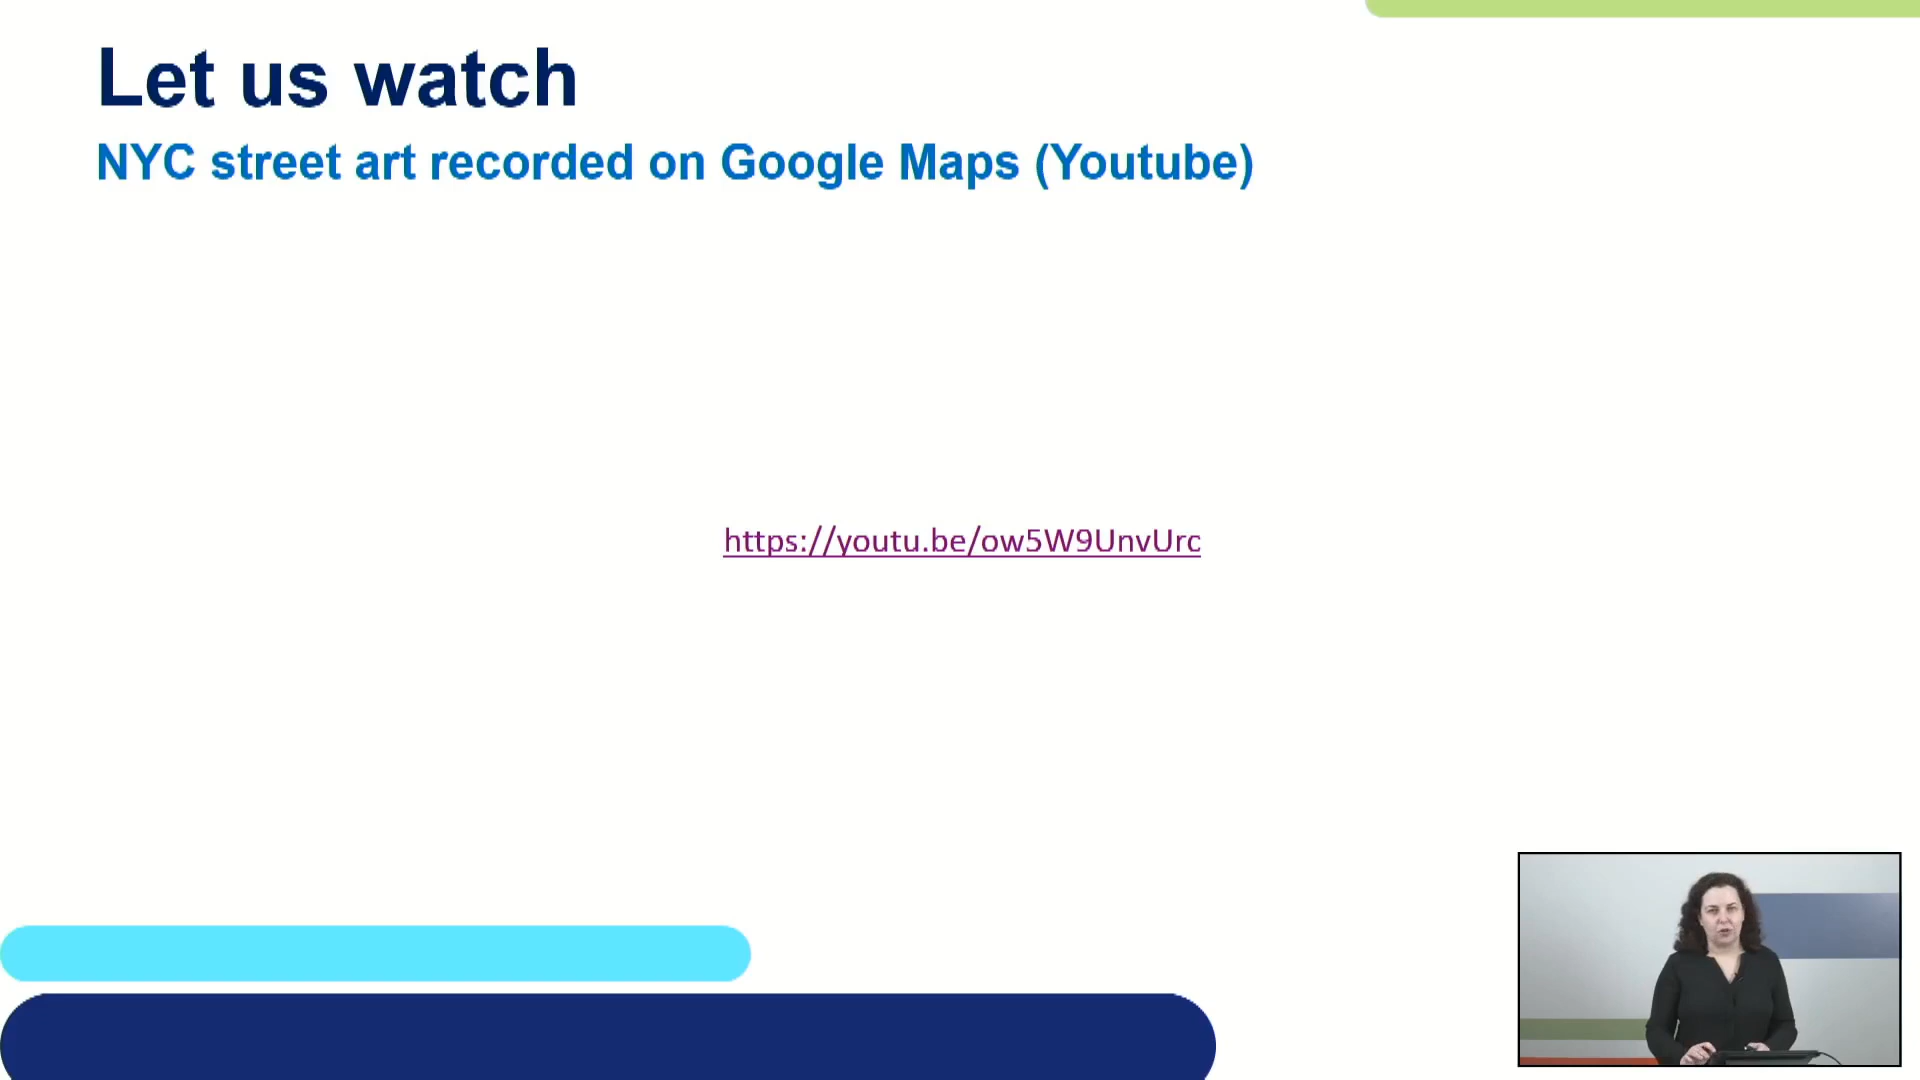 Let us watch
NYC street art recorded on Google Maps (Youtube)
https://youtu.be/ow5W9UnvUrc